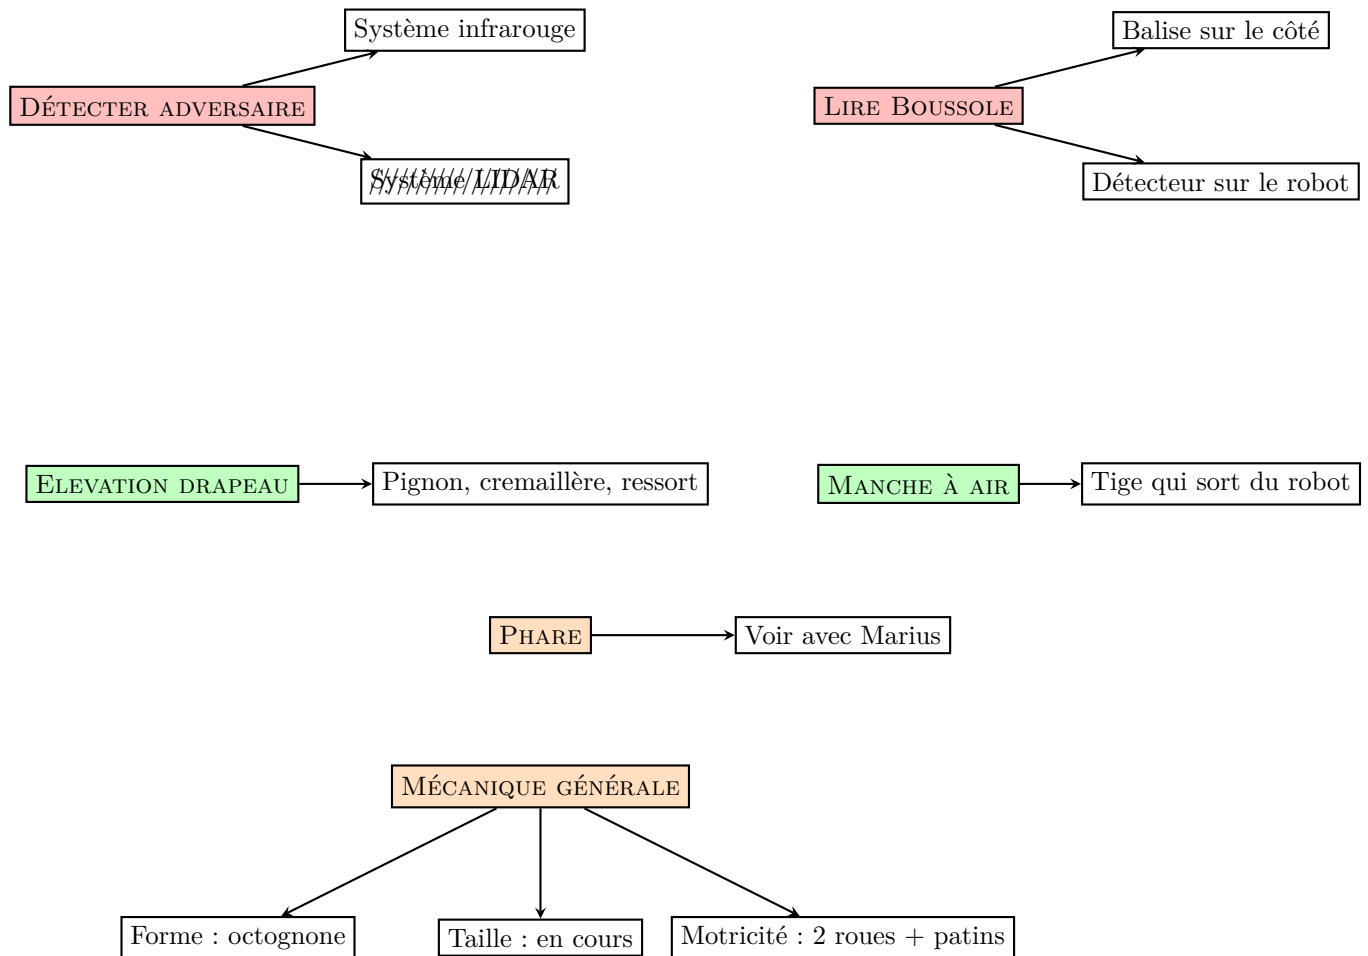 Système infrarouge
Balise sur le côté
Détecter adversaire
Lire Boussole
Système LIDAR
Détecteur sur le robot
Elevation drapeau
Pignon, cremaillère, ressort
Manche à air
Tige qui sort du robot
Phare
Voir avec Marius
Mécanique générale
Forme : octognone
Taille : en cours
Motricité : 2 roues + patins